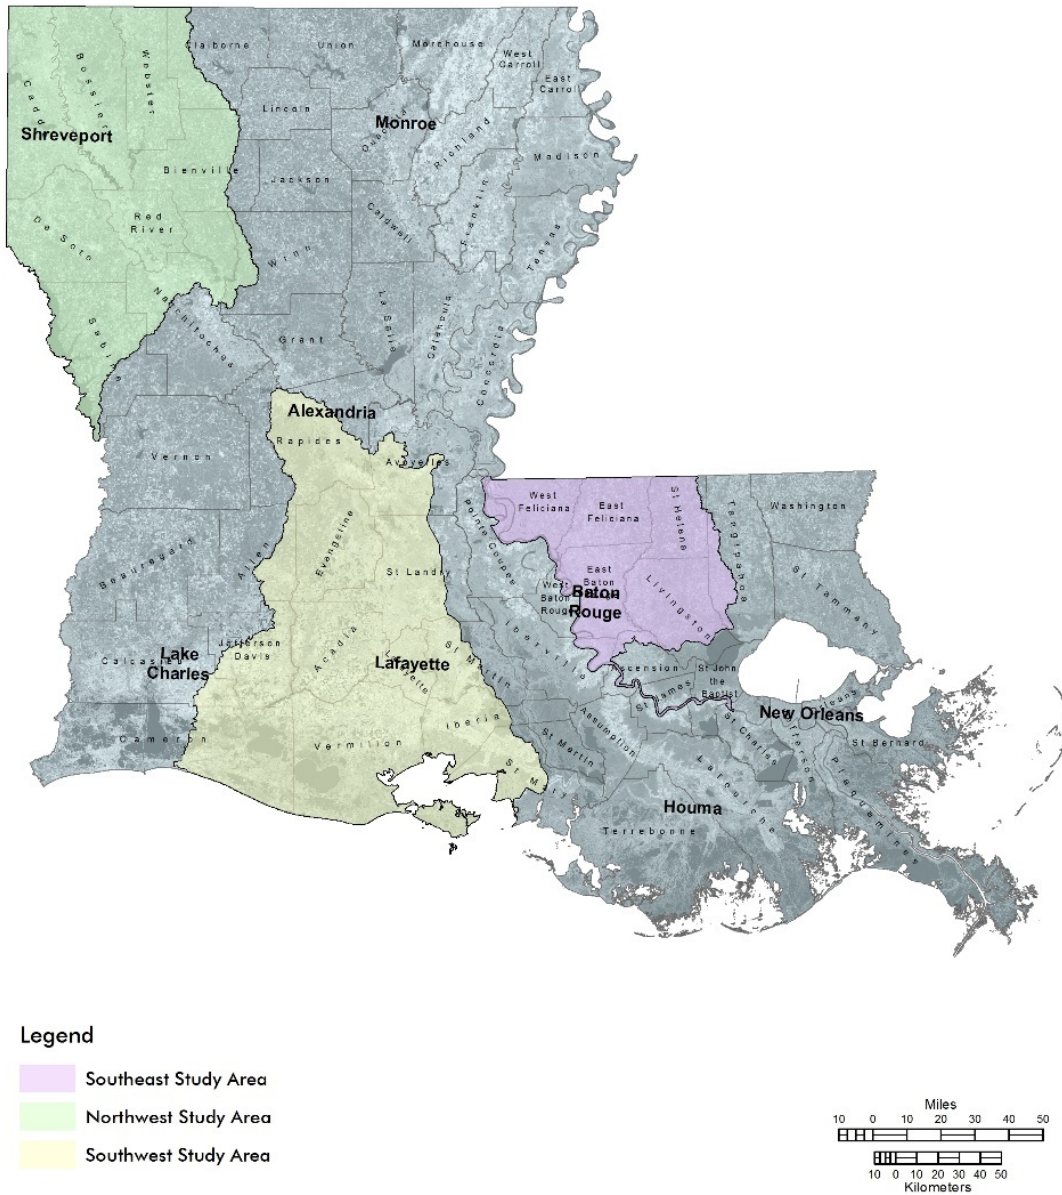 Claiborne
Union
Morehouse
West
Carroll
East
Carrol
Caddo
Bossier
Webster
Lincoln
Shreveport
Monroe
Ouachita
Richland
Madison
Bienville
Jackson
De Soto
Red
River
Caldwell
Franklin
Tensas
Winn
Natchitoches
Sabine
La Salle
Catahoula
Concordia
Grant
Alexandria
Rapides
Avoyelles
Vernon
West
Feliciana
East
Feliciana
St Helena
Tangipahoa
Washington
Pointe Coupee
Evangeline
Beauregard
Allen
St Landry
East
Baton
West
Baton
Rouge
Baton
Rouge
Livingston
St Tammany
Iberville
Acadia
Jefferson
Davis
Lake
Charles
Calcasieu
Lafayette
Lafayette
St Martin
Ascension
St James
St John
the
Baptist
Orleans
New Orleans
Cameron
Vermilion
Iberia
Assumption
St Martin
St Charles
Jefferson
St Bernard
St Mary
Lafourche
Plaquemines
Houma
Terrebonne
Legend
Southeast Study Area
Northwest Study Area
Southwest Study Area
Miles
10 0 10 20 30 40 50
10 0 10 20 30 40 50
Kilometers